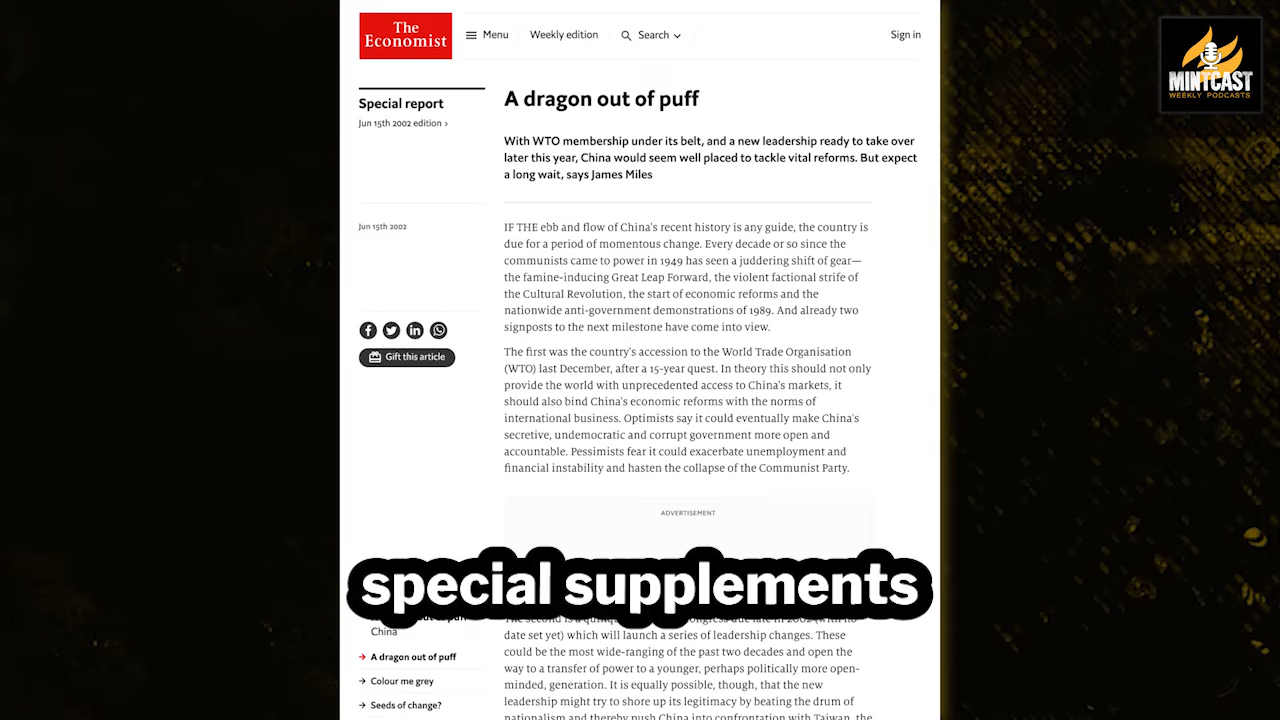 The
Economist
Menu
Weekly edition
Search
Sign in
MINTCAST
WEEKLY PODCASTS
Special report
Jun 15th 2002 edition ›
A dragon out of puff
With WTO membership under its belt, and a new leadership ready to take over
later this year, China would seem well placed to tackle vital reforms. But expect
a long wait, says James Miles
Jun 15th 2002
IF THE ebb and flow of China's recent history is any guide, the country is
due for a period of momentous change. Every decade or so since the
communists came to power in 1949 has seen a juddering shift of gear—
the famine-inducing Great Leap Forward, the violent factional strife of
the Cultural Revolution, the start of economic reforms and the
nationwide anti-government demonstrations of 1989. And already two
signposts to the next milestone have come into view.
Gift this article
The first was the country's accession to the World Trade Organisation
(WTO) last December, after a 15-year quest. In theory this should not only
provide the world with unprecedented access to China's markets, it
should also bind China's economic reforms with the norms of
international business. Optimists say it could eventually make China's
secretive, undemocratic and corrupt government more open and
accountable. Pessimists fear it could exacerbate unemployment and
financial instability and hasten the collapse of the Communist Party.
ADVERTISEMENT
special supplements
China
→ A dragon out of puff
→ Colour me grey
→ Seeds of change?
date set yet) which will launch a series of leadership changes. These
could be the most wide-ranging of the past two decades and open the
way to a transfer of power to a younger, perhaps politically more open-
minded, generation. It is equally possible, though, that the new
leadership might try to shore up its legitimacy by beating the drum of
nationalism and thereby push China into confrontation with Taiwan, the